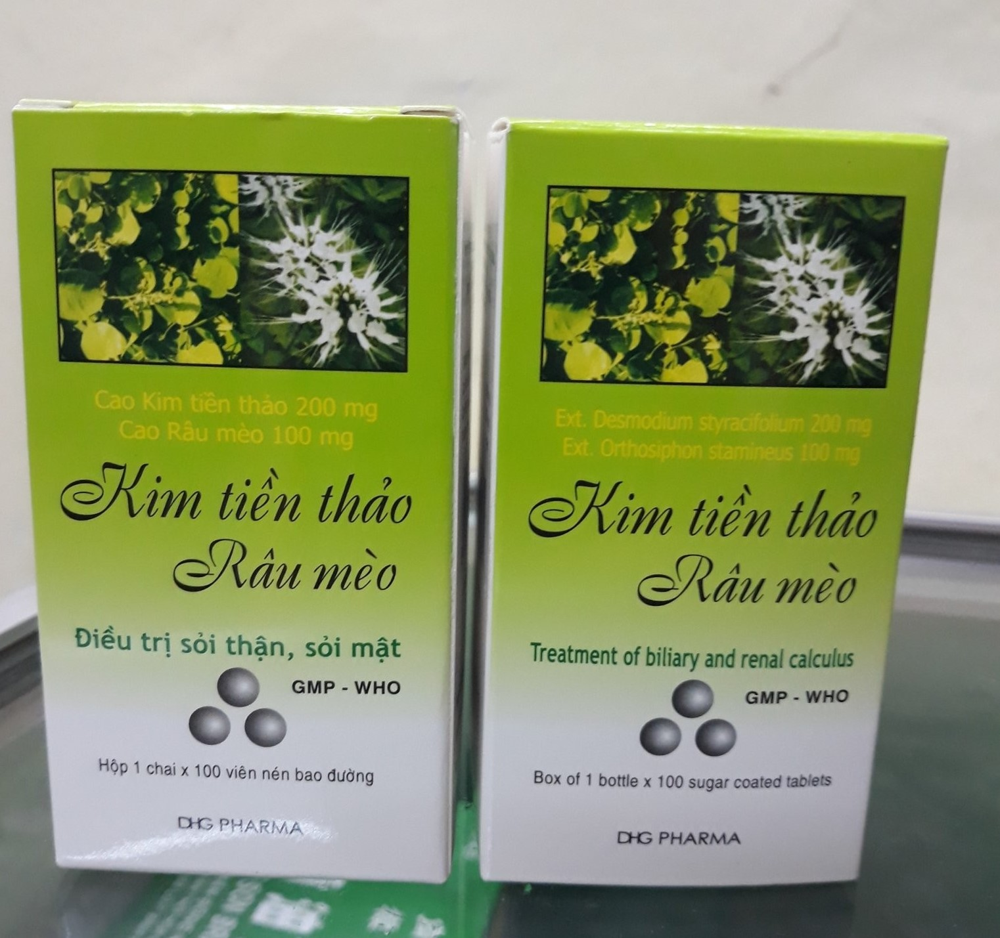 Cao Kim tiền thảo 200 mg
Cao Râu mèo 100 mg
Kim tiền thảo
Râu mèo
Điều trị sỏi thận, sỏi mật
GMP - WHO
Hộp 1 chai x 100 viên nén bao đường
DHG PHARMA
Ext. Desmodium styracifolium 200 mg
Ext. Orthosiphon stamineus 100 mg
Kim tiền thảo
Râu mèo
Treatment of biliary and renal calculus
GMP - WHO
Box of 1 bottle x 100 sugar coated tablets
DHG PHARMA